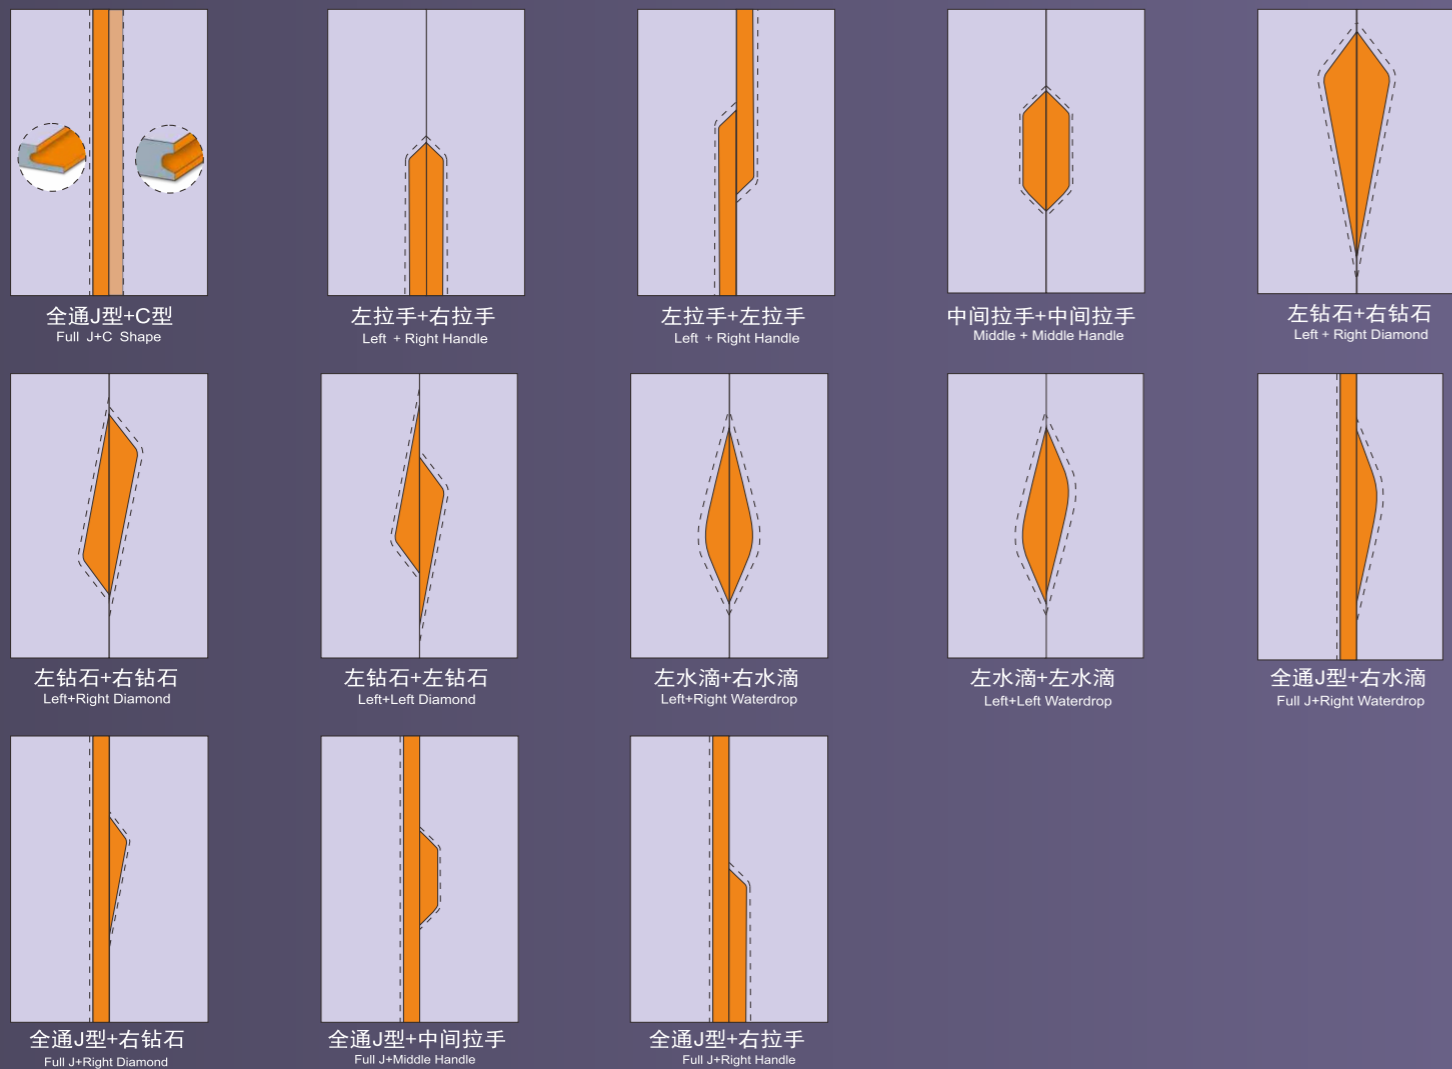 全通J型+C型
Full J+C Shape
左拉手+右拉手
Left + Right Handle
左拉手+左拉手
Left + Right Handle
中间拉手+中间拉手
Middle + Middle Handle
左钻石+右钻石
Left + Right Diamond
左钻石+右钻石
Left+Right Diamond
左钻石+左钻石
Left+Left Diamond
左水滴+右水滴
Left+Right Waterdrop
左水滴+左水滴
Left+Left Waterdrop
全通J型+右水滴
Full J+Right Waterdrop
全通J型+右钻石
Full J+Right Diamond
全通J型+中间拉手
Full J+Middle Handle
全通J型+右拉手
Full J+Right Handle